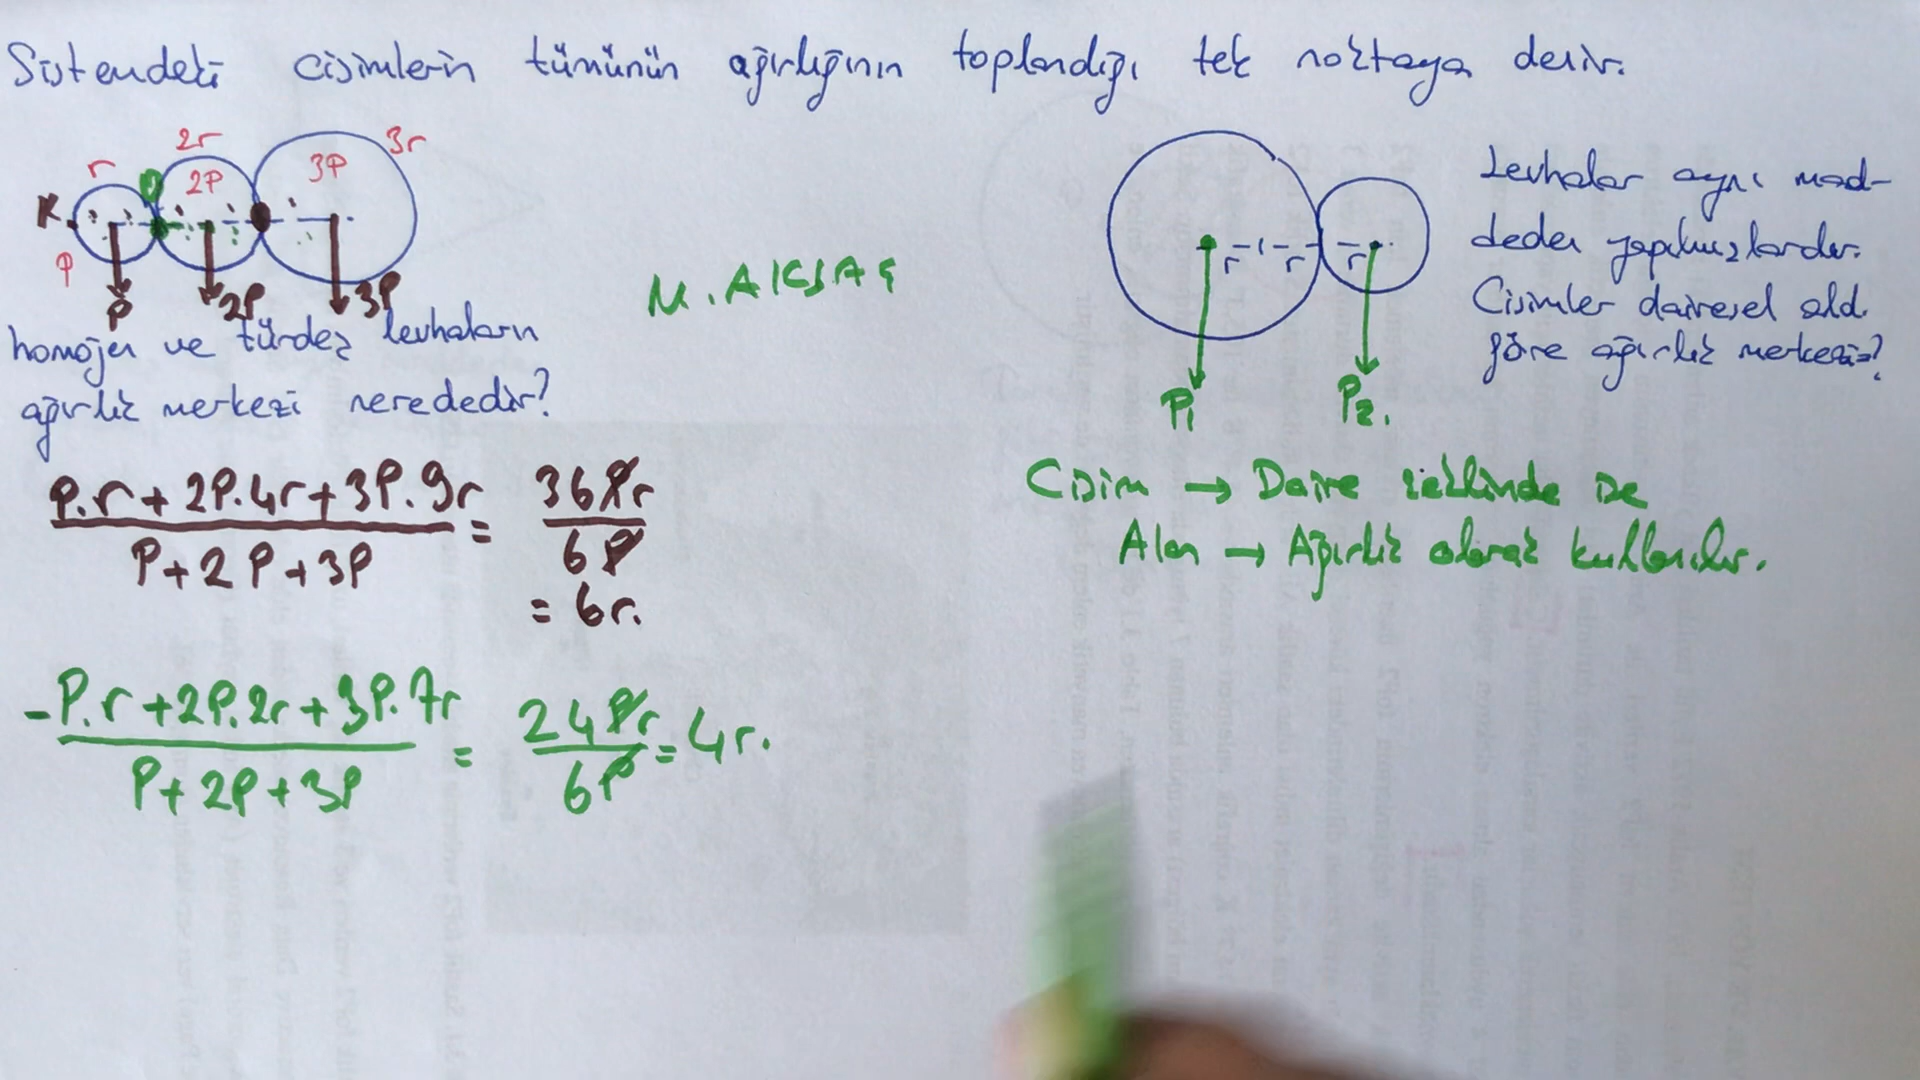 Sistemdeki cisimlerin tümünün ağırlığının toplandığı tek noktaya denir.
r 2r 3r
2P 3P
K
O
P
P 2P 3P
homojen ve türdeş levhaların
ağırlık merkezi nerededir?
P.r + 2P.4r + 3P.9r = 36Pr
P + 2P + 3P 6P
= 6r.
-P.r + 2P.2r + 3P.7r = 24Pr = 4r.
P + 2P + 3P 6P
M. AKSAÇ
r r r
P1 P2.
Levhalar aynı mad-
deden yapılmışlardır.
Cisimler dairesel old.
göre ağırlık merkezi=?
Cisim → Daire şeklinde ise
Alan → Ağırlık olarak kullanılır.